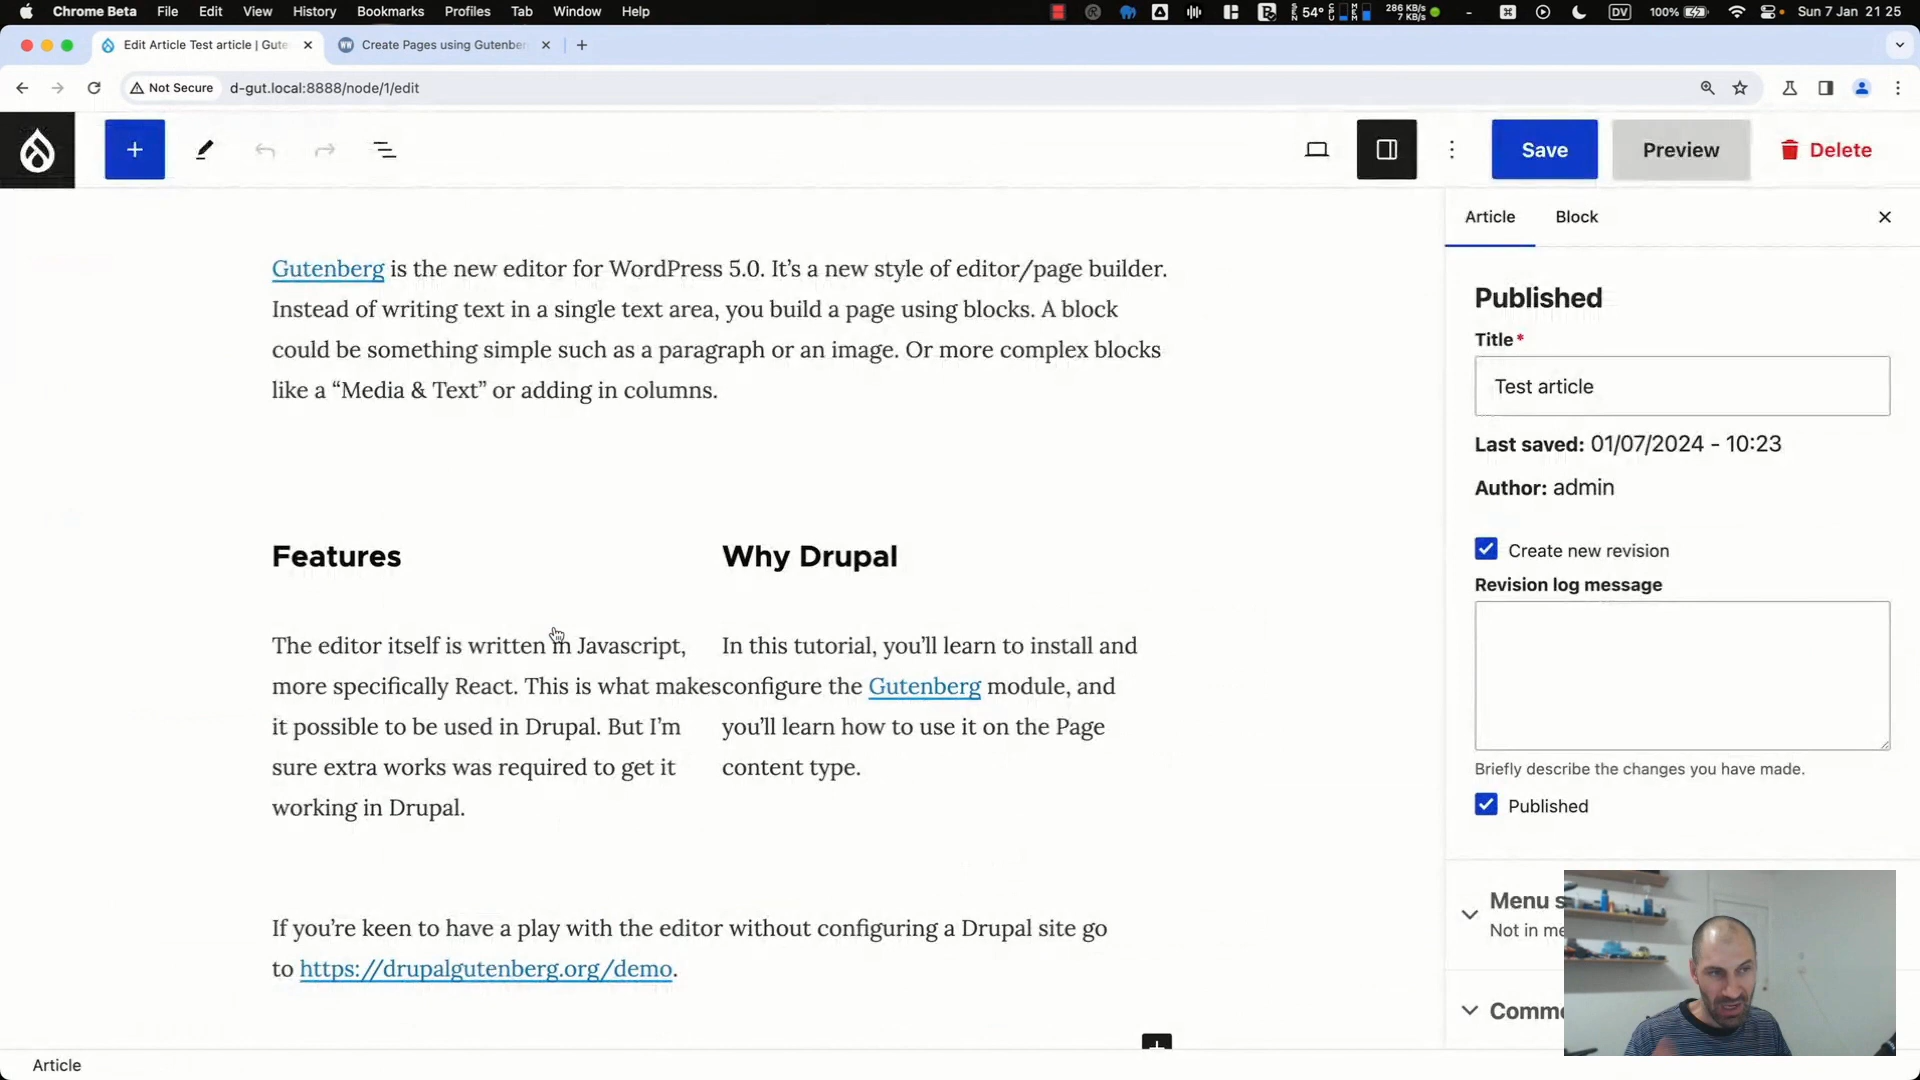 Chrome Beta File Edit View History Bookmarks Profiles Tab Window Help 54° 286 KB/s 7 KB/s DV 100% Sun 7 Jan 21 25
Edit Article Test article | Gute Create Pages using Gutenber
Not Secure d-gut.local:8888/node/1/edit
Save Preview Delete
Gutenberg is the new editor for WordPress 5.0. It’s a new style of editor/page builder.
Instead of writing text in a single text area, you build a page using blocks. A block
could be something simple such as a paragraph or an image. Or more complex blocks
like a “Media & Text” or adding in columns.
Features
The editor itself is written in Javascript,
more specifically React. This is what makes
it possible to be used in Drupal. But I’m
sure extra works was required to get it
working in Drupal.
Why Drupal
In this tutorial, you’ll learn to install and
configure the Gutenberg module, and
you’ll learn how to use it on the Page
content type.
If you’re keen to have a play with the editor without configuring a Drupal site go
to https://drupalgutenberg.org/demo.
Article Block
Published
Title*
Test article
Last saved: 01/07/2024 - 10:23
Author: admin
Create new revision
Revision log message
Briefly describe the changes you have made.
Published
Menu s
Not in me
Comme
Article